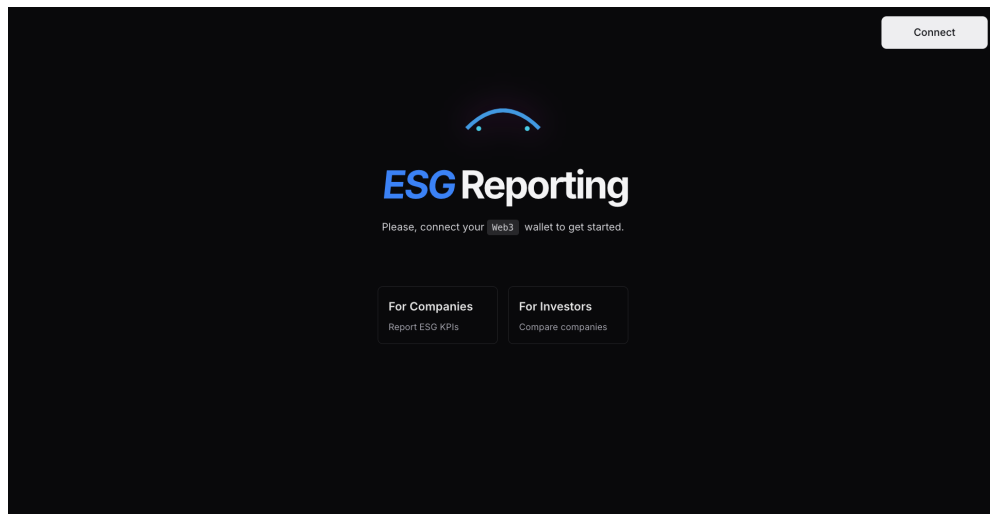 Connect
ESG Reporting
Please, connect your Web3 wallet to get started.
For Companies
Report ESG KPIs
For Investors
Compare companies